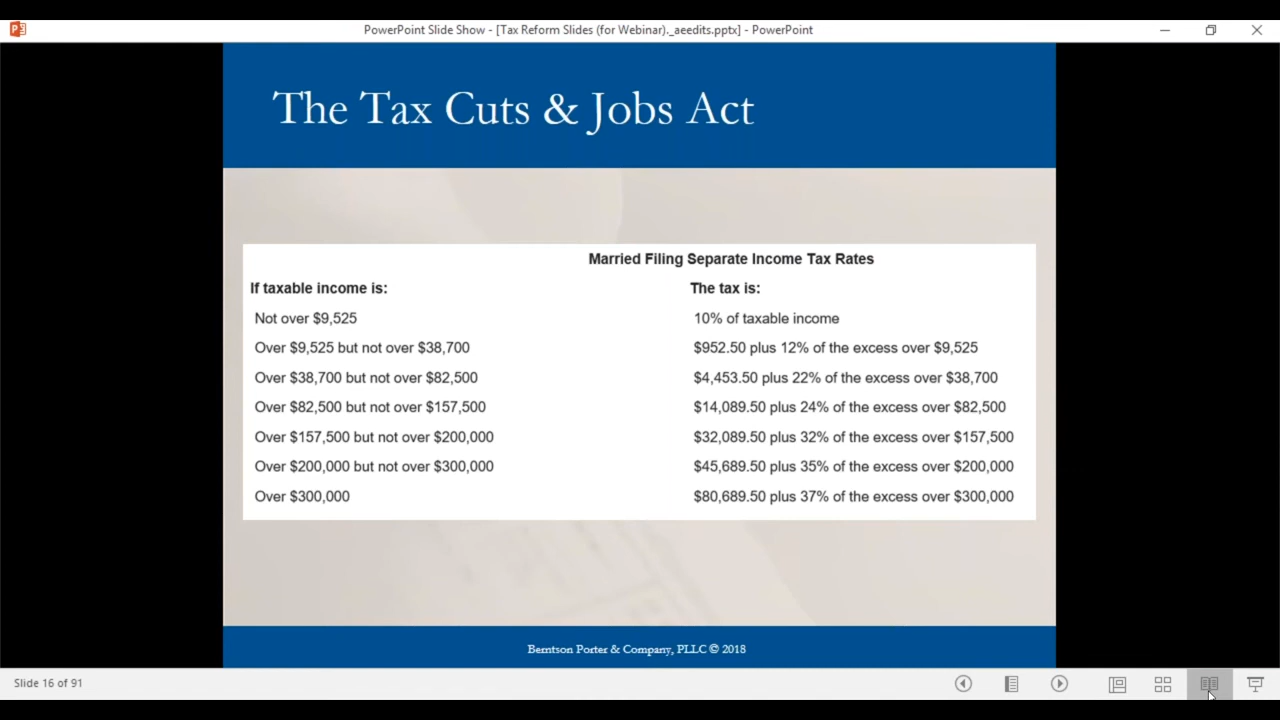 PowerPoint Slide Show - [Tax Reform Slides (for Webinar)._aeedits.pptx] - PowerPoint
The Tax Cuts & Jobs Act
Married Filing Separate Income Tax Rates
If taxable income is: The tax is:
Not over $9,525 10% of taxable income
Over $9,525 but not over $38,700 $952.50 plus 12% of the excess over $9,525
Over $38,700 but not over $82,500 $4,453.50 plus 22% of the excess over $38,700
Over $82,500 but not over $157,500 $14,089.50 plus 24% of the excess over $82,500
Over $157,500 but not over $200,000 $32,089.50 plus 32% of the excess over $157,500
Over $200,000 but not over $300,000 $45,689.50 plus 35% of the excess over $200,000
Over $300,000 $80,689.50 plus 37% of the excess over $300,000
Berntson Porter & Company, PLLC © 2018
Slide 16 of 91